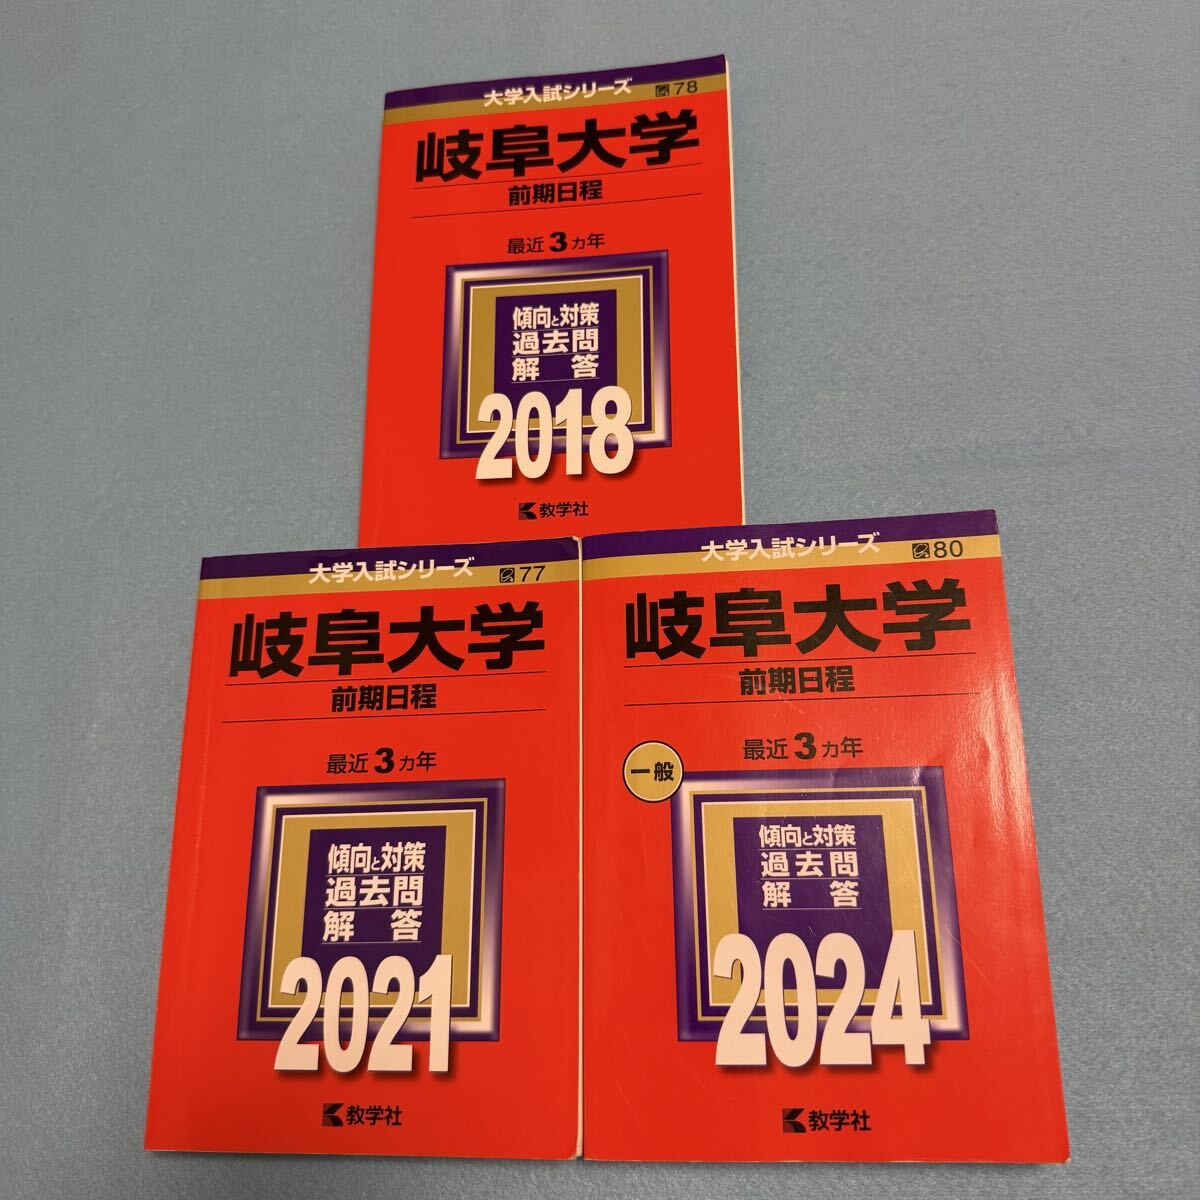 大学入試シリーズ 78
岐阜大学
前期日程
最近3ヵ年
傾向と対策
過去問
解答
2018
教学社
大学入試シリーズ 77
岐阜大学
前期日程
最近3ヵ年
傾向と対策
過去問
解答
2021
教学社
大学入試シリーズ 80
岐阜大学
前期日程
最近3ヵ年
一般
傾向と対策
過去問
解答
2024
教学社